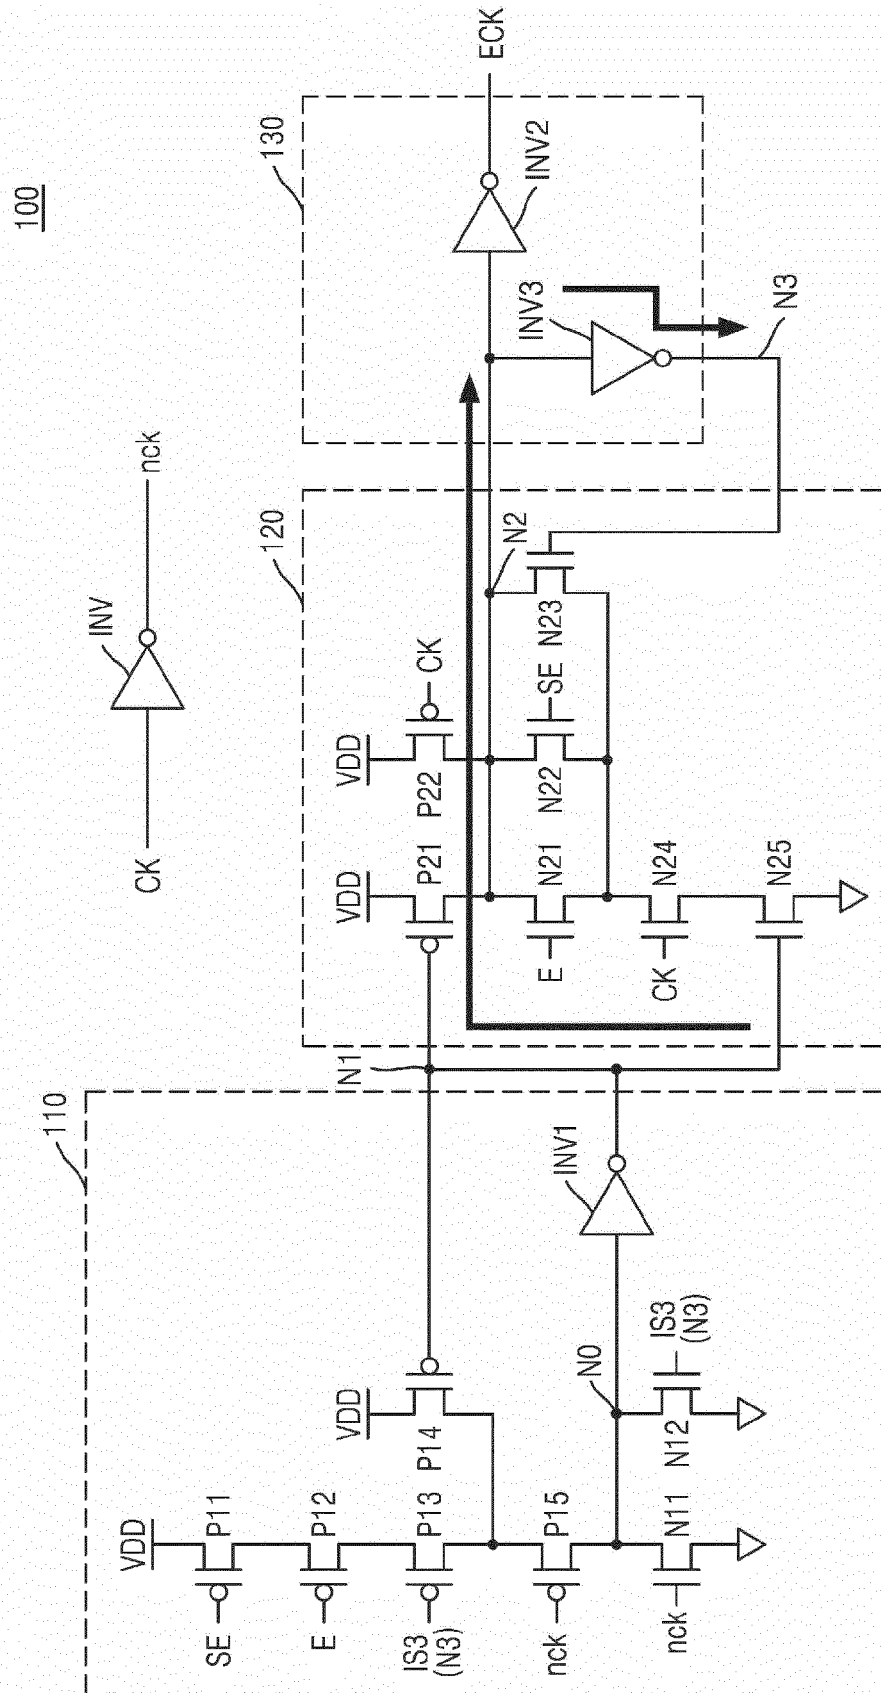 100
CK
INV
nck
110
VDD
SE
P11
E
P12
IS3
(N3)
P13
VDD
P14
nck
P15
nck
N11
N0
N12
IS3
(N3)
INV1
N1
120
VDD
P21
VDD
P22
CK
E
N21
N22
SE
N23
N2
CK
N24
N25
130
INV3
N3
INV2
ECK